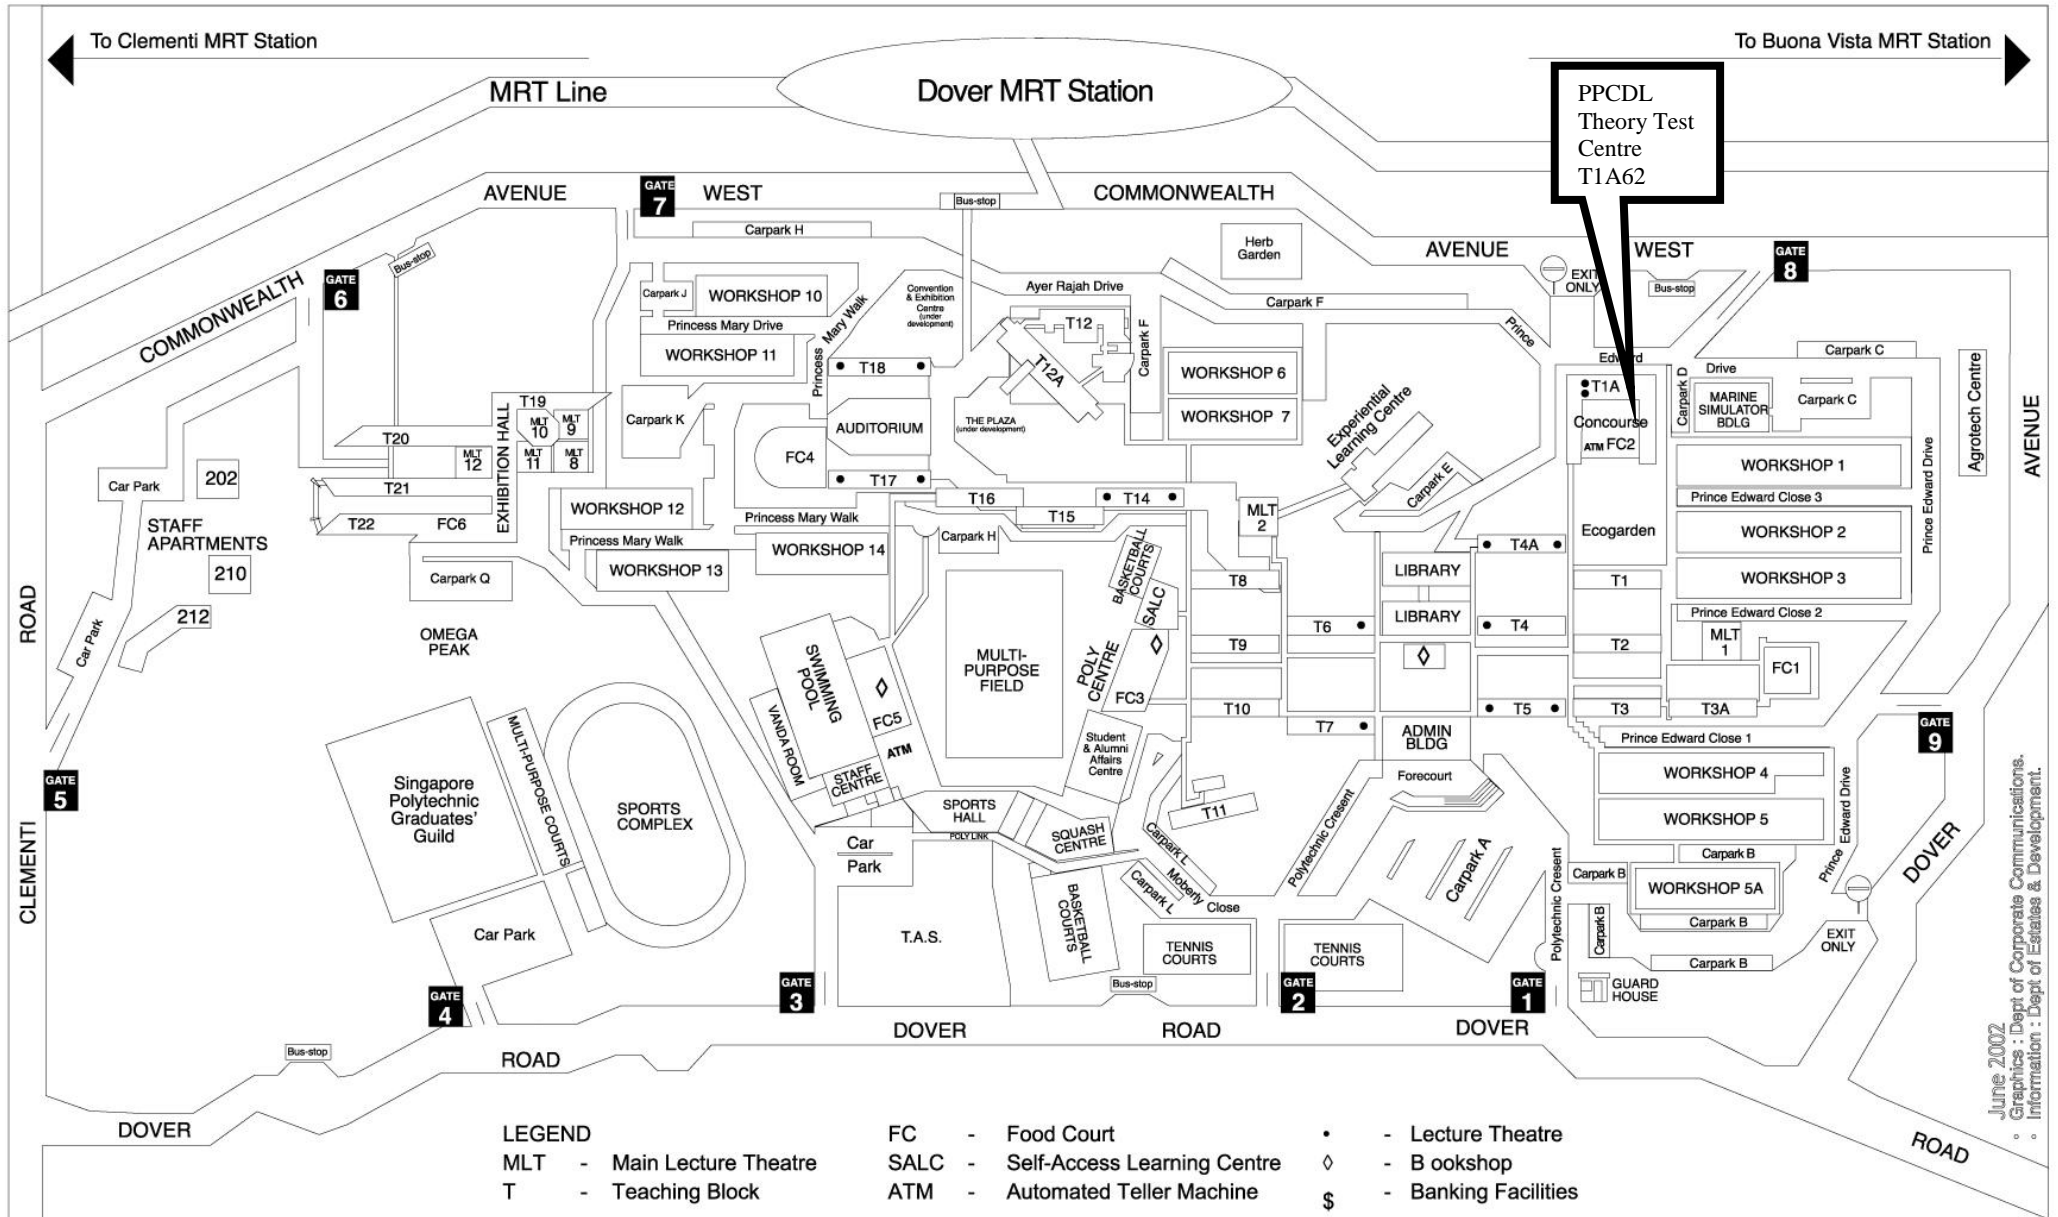 To Clementi MRT Station
To Buona Vista MRT Station
MRT Line
Dover MRT Station
PPCDL
Theory Test
Centre
T1A62
AVENUE
GATE
7
WEST
Bus-stop
COMMONWEALTH
Carpark H
Herb
Garden
AVENUE
EXIT
ONLY
WEST
Bus-stop
GATE
8
Bus-stop
GATE
6
COMMONWEALTH
Carpark J
WORKSHOP 10
Princess Mary Drive
WORKSHOP 11
Princess Mary Walk
Convention
& Exhibition
Centre
(under
development)
Ayer Rajah Drive
T12
T12A
Carpark F
Carpark F
Prince
Edward
Drive
T18
AUDITORIUM
THE PLAZA
(under development)
FC4
T17
WORKSHOP 6
WORKSHOP 7
Experiential
Learning Centre
Carpark E
T1A
Concourse
ATM FC2
Carpark D
MARINE
SIMULATOR
BDLG
Carpark C
Carpark C
Agrotech Centre
AVENUE
T19
MLT
10
MLT
9
MLT
11
MLT
8
EXHIBITION HALL
Carpark K
T20
MLT
12
T21
T22
FC6
Car Park
202
STAFF
APARTMENTS
210
212
Car Park
WORKSHOP 12
Princess Mary Walk
Princess Mary Walk
WORKSHOP 13
WORKSHOP 14
Carpark Q
OMEGA
PEAK
T16
T14
T15
Carpark H
MLT
2
WORKSHOP 1
Prince Edward Close 3
WORKSHOP 2
WORKSHOP 3
Prince Edward Close 2
Prince Edward Drive
Ecogarden
T4A
LIBRARY
LIBRARY
T8
T1
BASKETBALL
COURTS
SALC
T6
T4
T9
T2
MLT
1
FC1
ROAD
SWIMMING
POOL
MULTI-
PURPOSE
FIELD
POLY
CENTRE
FC3
FC5
ATM
VANDA ROOM
STAFF
CENTRE
T10
T7
T5
T3
T3A
ADMIN
BLDG
Forecourt
Student
& Alumni
Affairs
Centre
Prince Edward Close 1
GATE
9
WORKSHOP 4
WORKSHOP 5
Prince Edward Drive
GATE
5
Singapore
Polytechnic
Graduates'
Guild
MULTI-PURPOSE COURTS
SPORTS
COMPLEX
SPORTS
HALL
POLY LINK
SQUASH
CENTRE
T11
Carpark L
Carpark L
Moberly
Close
Polytechnic Cresent
Carpark A
Polytechnic Cresent
Carpark B
Carpark B
WORKSHOP 5A
Carpark B
Carpark B
Carpark B
EXIT
ONLY
DOVER
CLEMENTI
Car
Park
T.A.S.
BASKETBALL
COURTS
TENNIS
COURTS
TENNIS
COURTS
Car Park
GATE
4
GATE
3
Bus-stop
GATE
2
GATE
1
GUARD
HOUSE
DOVER
ROAD
DOVER
Bus-stop
ROAD
DOVER
ROAD
June 2002
◦ Graphics : Dept of Corporate Communications.
◦ Information : Dept of Estates & Development.
LEGEND
MLT - Main Lecture Theatre
T - Teaching Block
FC - Food Court
SALC - Self-Access Learning Centre
ATM - Automated Teller Machine
• - Lecture Theatre
◊ - B ookshop
$ - Banking Facilities